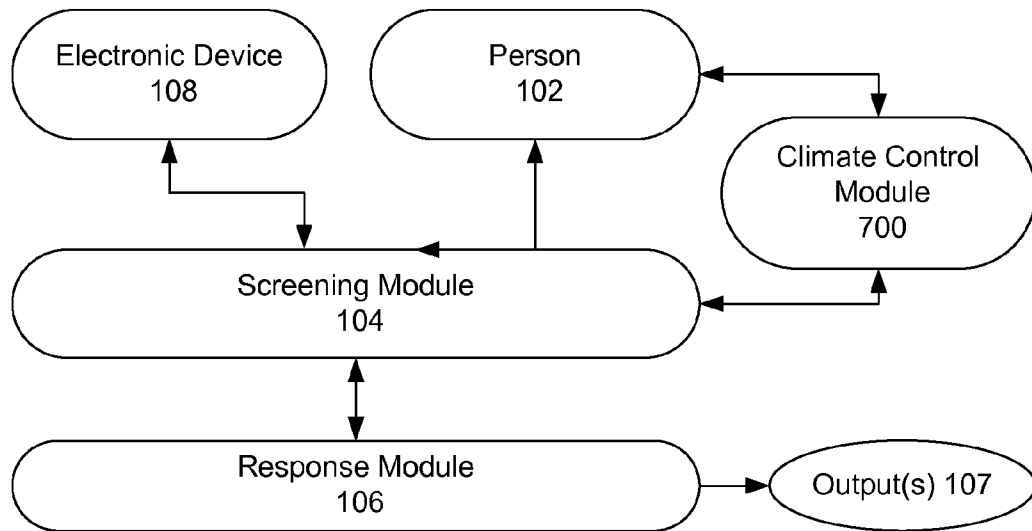 Electronic Device
108
Person
102
Climate Control
Module
700
Screening Module
104
Response Module
106
Output(s) 107